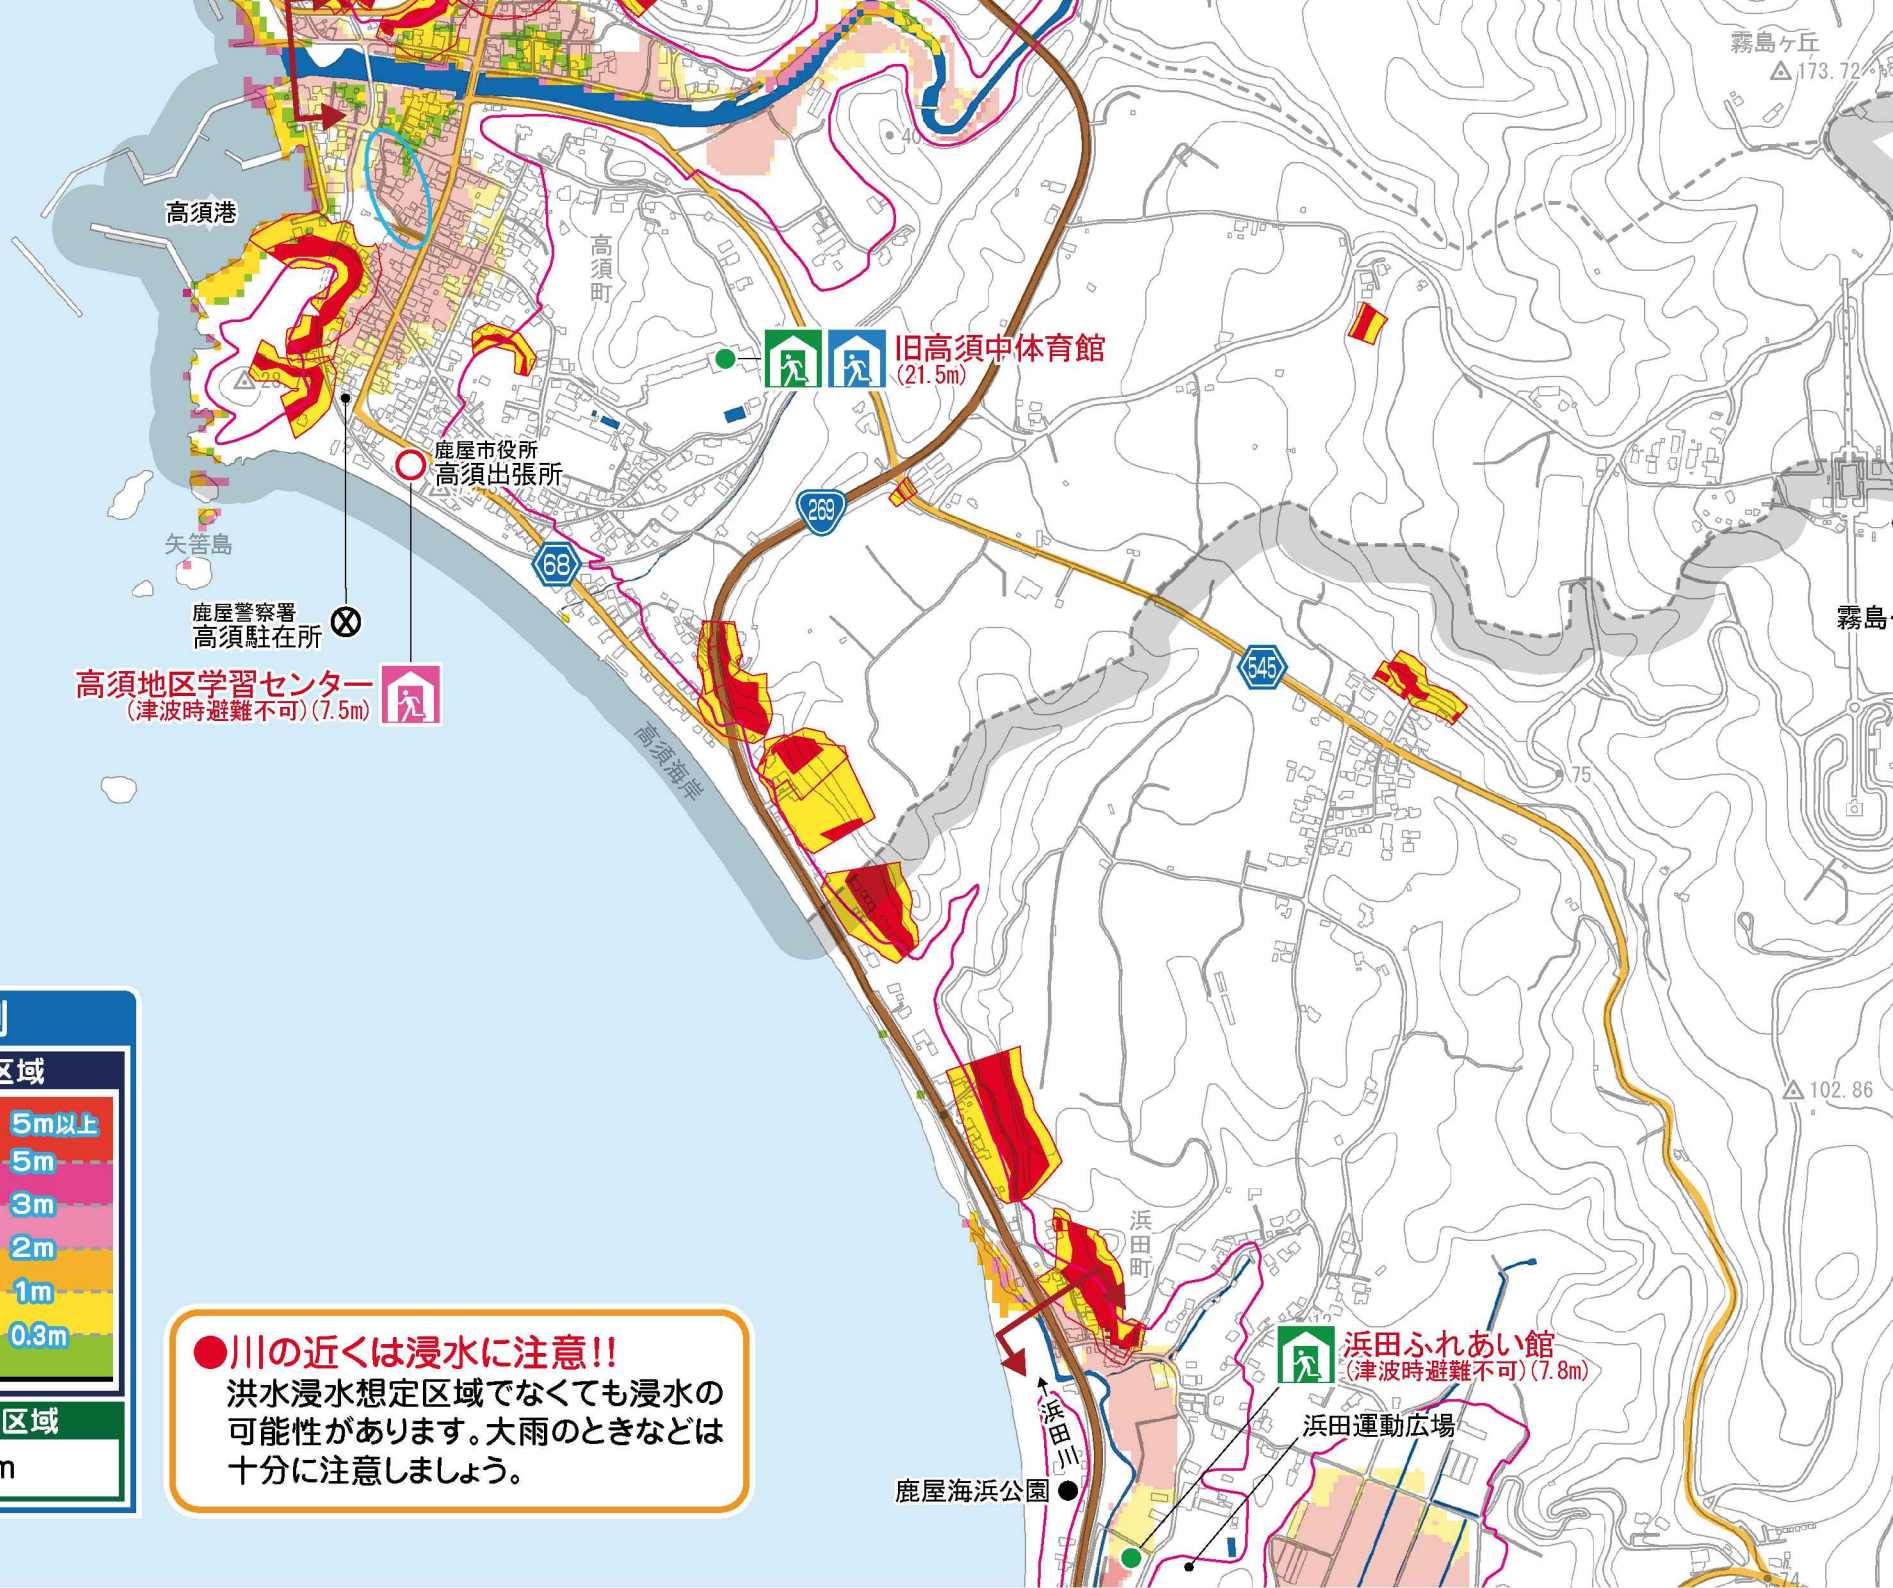 霧島ヶ丘
173.72
40
高須港
高須町
旧高須中体育館
(21.5m)
28
鹿屋市役所
高須出張所
269
矢筈島
68
鹿屋警察署
高須駐在所
霧島
高須地区学習センター
(津波時避難不可)(7.5m)
545
高須海岸
75
区域
102.86
5m以上
5m
3m
2m
1m
0.3m
区域
m
●川の近くは浸水に注意!!
洪水浸水想定区域でなくても浸水の
可能性があります。大雨のときなどは
十分に注意しましょう。
浜田町
浜田ふれあい館
(津波時避難不可)(7.8m)
浜田川
浜田運動広場
鹿屋海浜公園
74